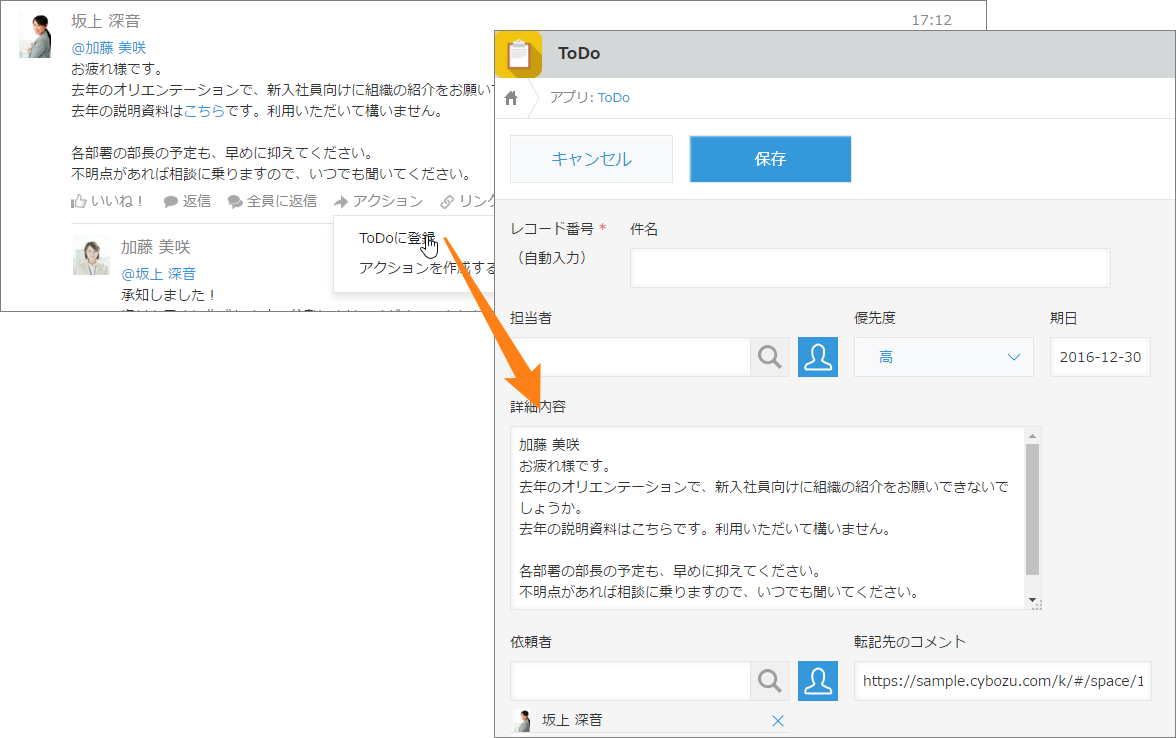 坂上 深音
17:12
@加藤 美咲
お疲れ様です。
去年のオリエンテーションで、新入社員向けに組織の紹介をお願い
去年の説明資料はこちらです。利用いただいて構いません。
各部署の部長の予定も、早めに抑えてください。
不明点があれば相談に乗りますので、いつでも聞いてください。
いいね！ 返信 全員に返信 アクション リンク
ToDoに登録
アクションを作成する
加藤 美咲
@坂上 深音
承知しました！
ToDo
アプリ: ToDo
キャンセル 保存
レコード番号 * 件名
（自動入力）
担当者 優先度 期日
高 2016-12-30
詳細内容
加藤 美咲
お疲れ様です。
去年のオリエンテーションで、新入社員向けに組織の紹介をお願いできないで
しょうか。
去年の説明資料はこちらです。利用いただいて構いません。
各部署の部長の予定も、早めに抑えてください。
不明点があれば相談に乗りますので、いつでも聞いてください。
依頼者 転記先のコメント
https://sample.cybozu.com/k/#/space/1
坂上 深音